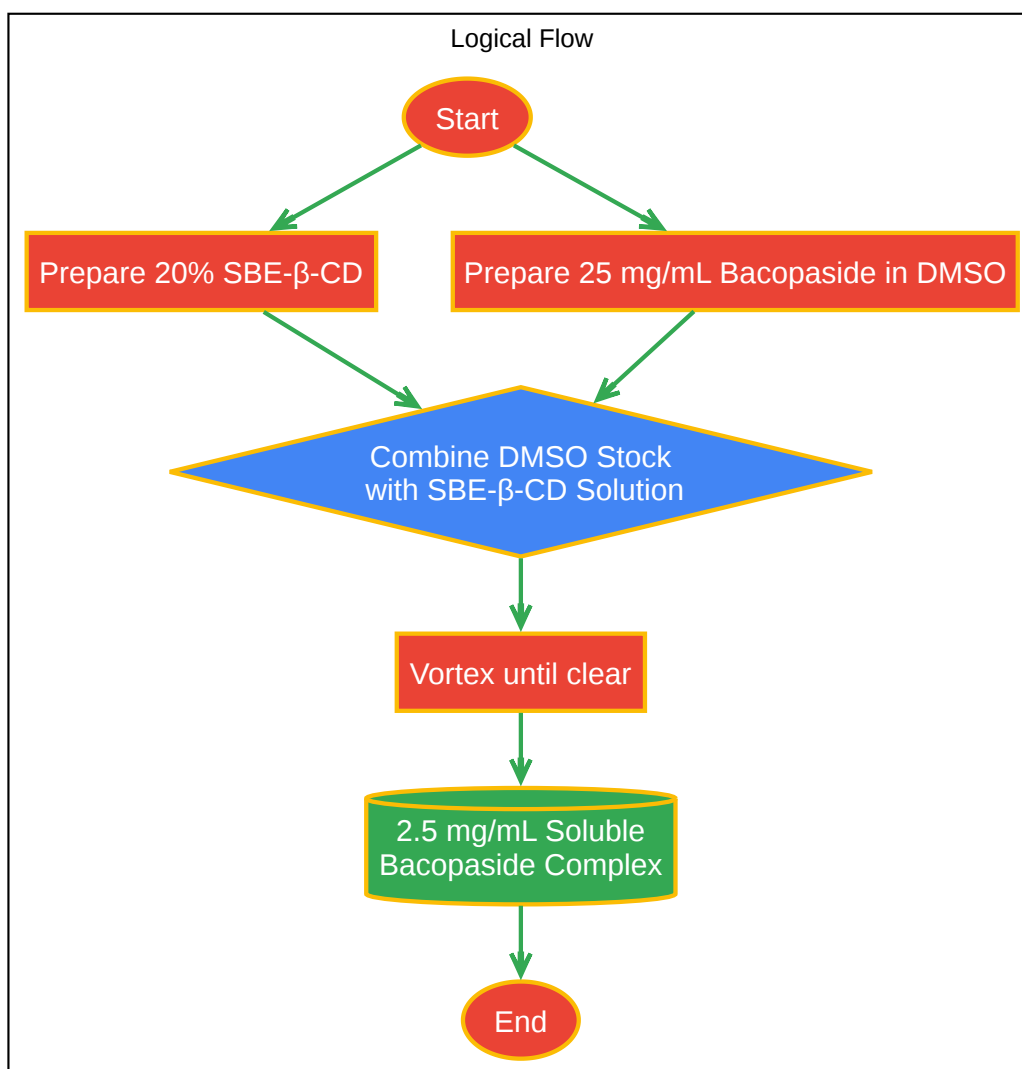 Logical Flow
Start
Prepare 20% SBE-β-CD
Prepare 25 mg/mL Bacopaside in DMSO
Combine DMSO Stock
with SBE-β-CD Solution
Vortex until clear
2.5 mg/mL Soluble
Bacopaside Complex
End